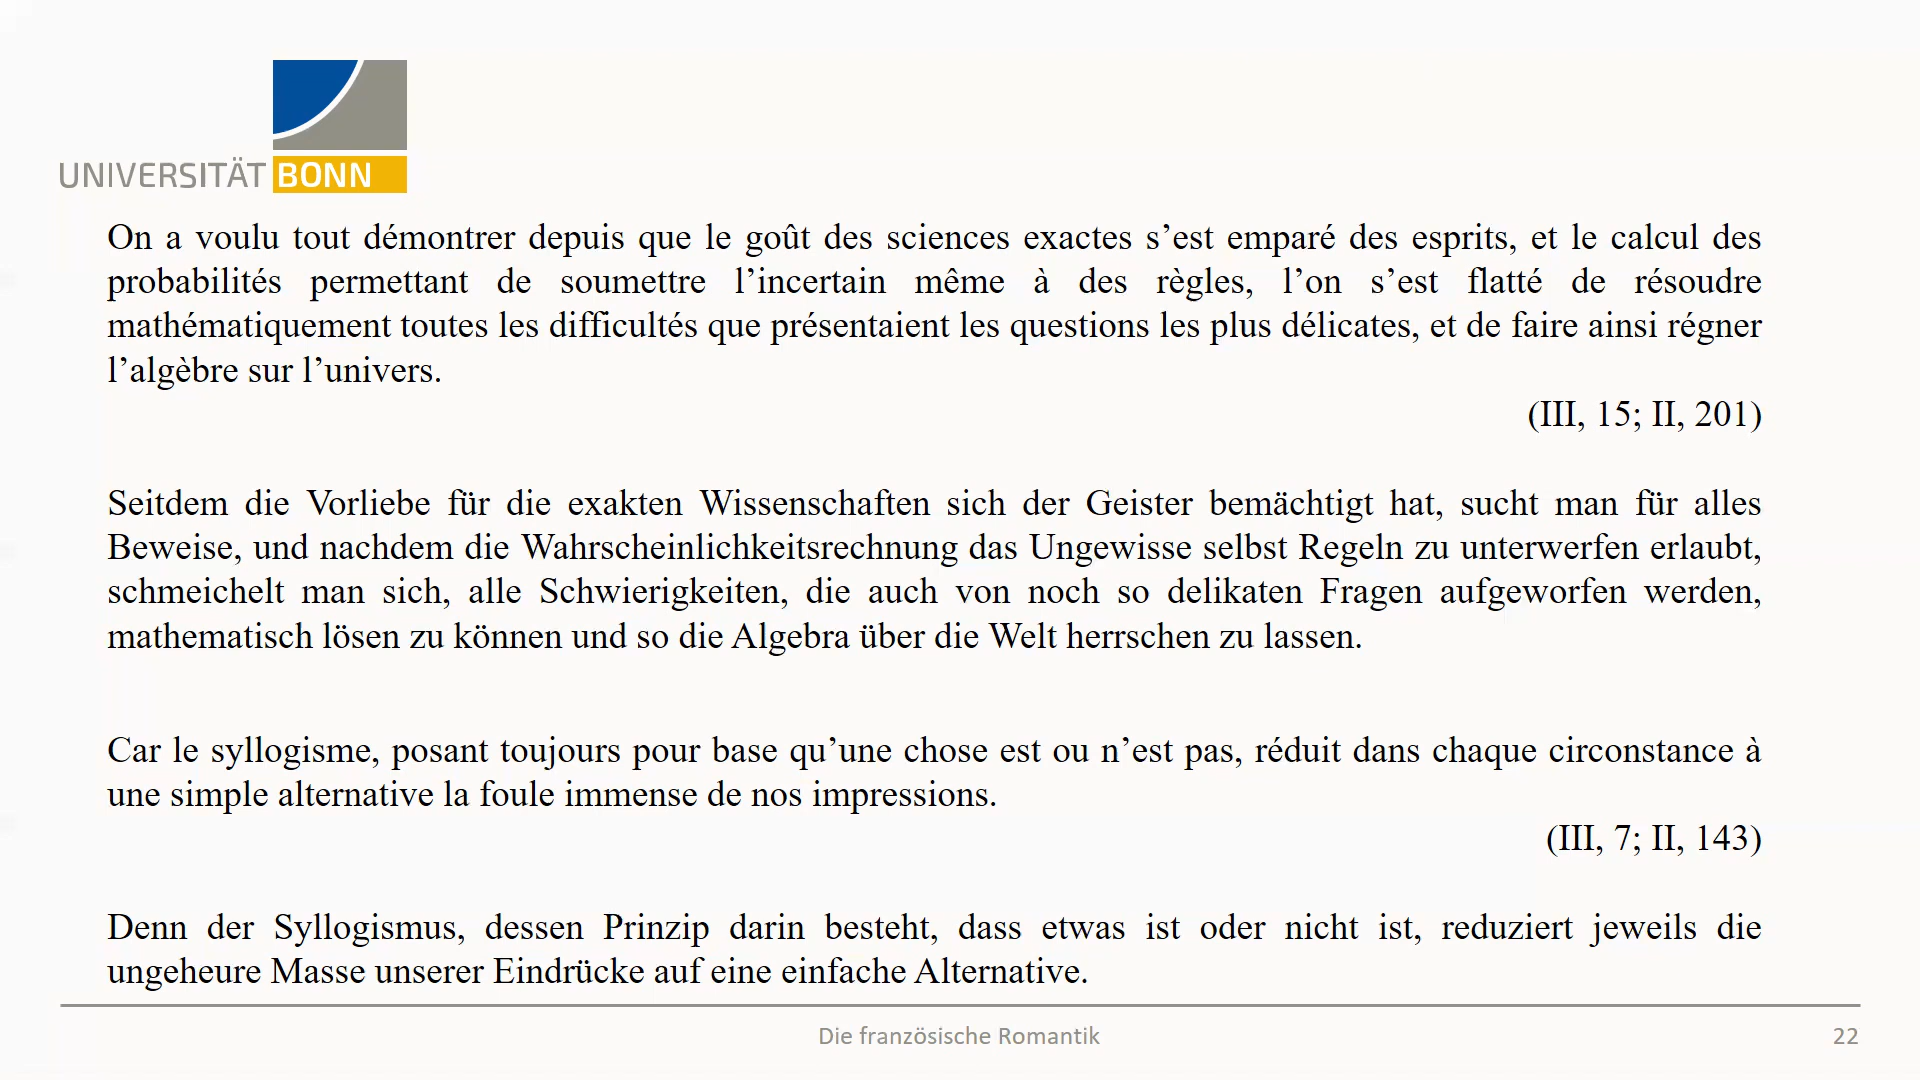 UNIVERSITÄT BONN
On a voulu tout démontrer depuis que le goût des sciences exactes s’est emparé des esprits, et le calcul des
probabilités permettant de soumettre l’incertain même à des règles, l’on s’est flatté de résoudre
mathématiquement toutes les difficultés que présentaient les questions les plus délicates, et de faire ainsi régner
l’algèbre sur l’univers.
(III, 15; II, 201)
Seitdem die Vorliebe für die exakten Wissenschaften sich der Geister bemächtigt hat, sucht man für alles
Beweise, und nachdem die Wahrscheinlichkeitsrechnung das Ungewisse selbst Regeln zu unterwerfen erlaubt,
schmeichelt man sich, alle Schwierigkeiten, die auch von noch so delikaten Fragen aufgeworfen werden,
mathematisch lösen zu können und so die Algebra über die Welt herrschen zu lassen.
Car le syllogisme, posant toujours pour base qu’une chose est ou n’est pas, réduit dans chaque circonstance à
une simple alternative la foule immense de nos impressions.
(III, 7; II, 143)
Denn der Syllogismus, dessen Prinzip darin besteht, dass etwas ist oder nicht ist, reduziert jeweils die
ungeheure Masse unserer Eindrücke auf eine einfache Alternative.
Die französische Romantik
22